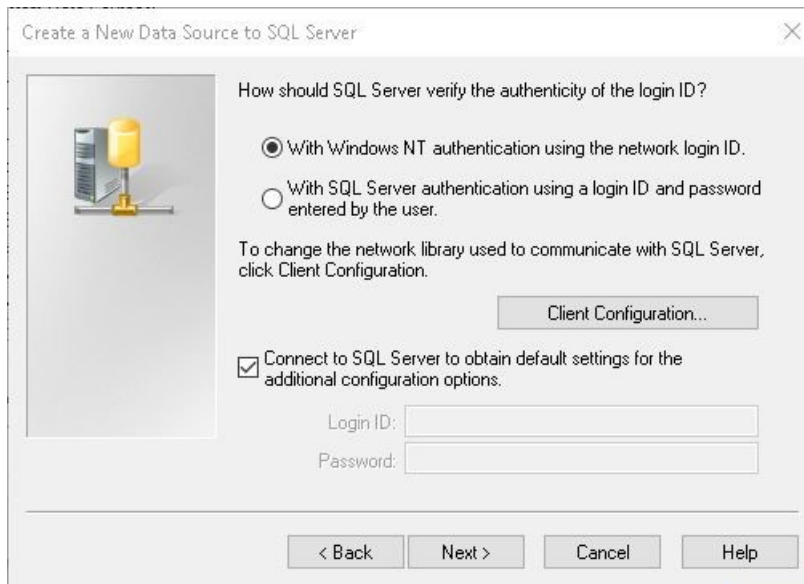 Create a New Data Source to SQL Server
How should SQL Server verify the authenticity of the login ID?
With Windows NT authentication using the network login ID.
With SQL Server authentication using a login ID and password
entered by the user.
To change the network library used to communicate with SQL Server,
click Client Configuration.
Client Configuration...
Connect to SQL Server to obtain default settings for the
additional configuration options.
Login ID:
Password:
< Back
Next >
Cancel
Help